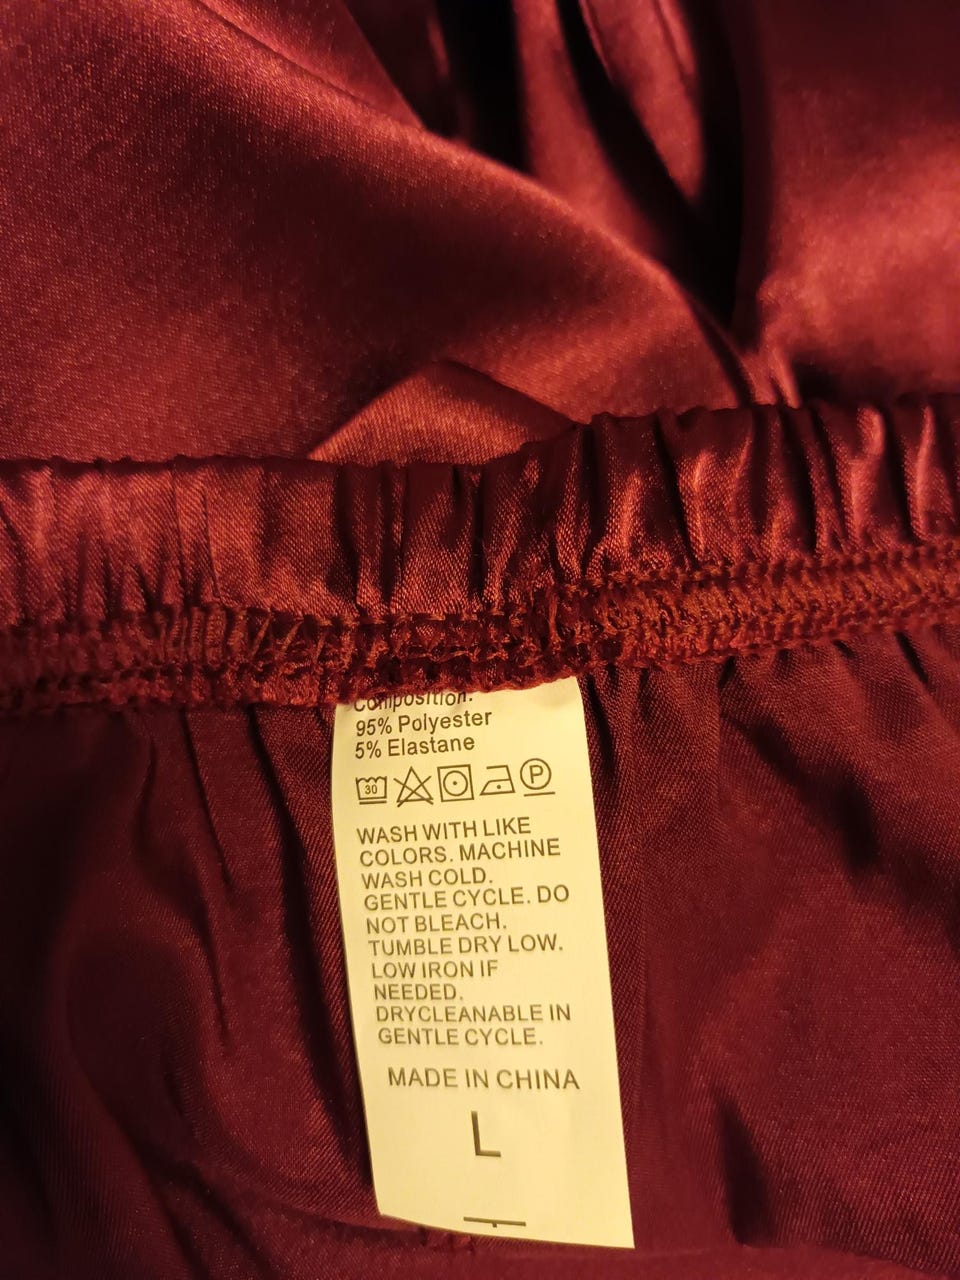 Composition:
95% Polyester
5% Elastane
30 P
WASH WITH LIKE
COLORS. MACHINE
WASH COLD.
GENTLE CYCLE. DO
NOT BLEACH.
TUMBLE DRY LOW.
LOW IRON IF
NEEDED.
DRYCLEANABLE IN
GENTLE CYCLE.
MADE IN CHINA
L